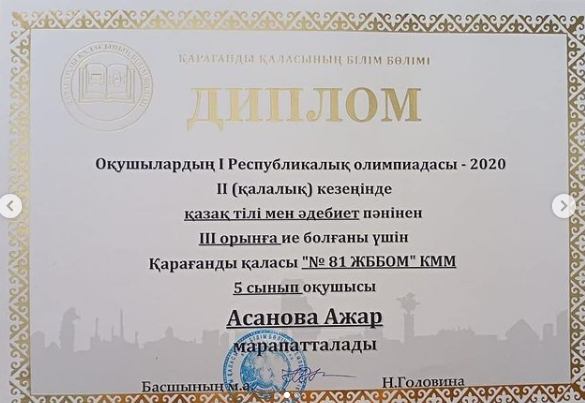 ҚАРАҒАНДЫ ҚАЛАСЫНЫҢ БІЛІМ БӨЛІМІ
ДИПЛОМ
Оқушылардың I Республикалық олимпиадасы - 2020
II (қалалық) кезеңінде
қазақ тілі мен әдебиет пәнінен
III орынға ие болғаны үшін
Қарағанды қаласы "№ 81 ЖББОМ" КММ
5 сынып оқушысы
Асанова Ажар
марапатталады
Басшының м.а. Н.Головина